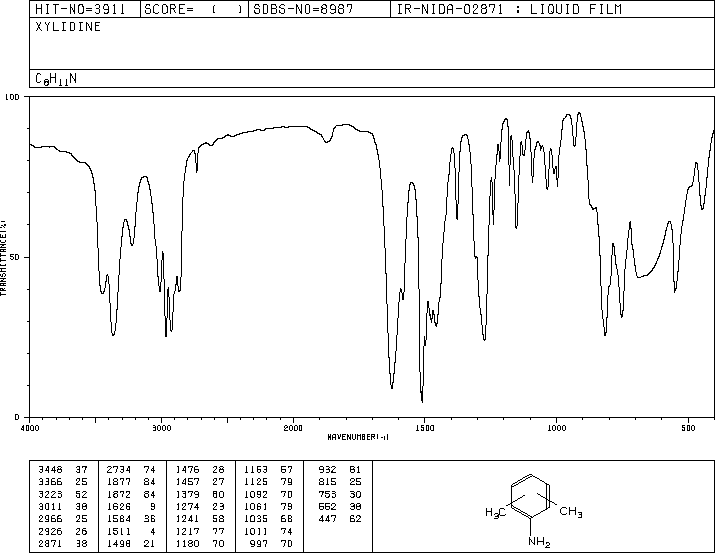 HIT-NO=3911 SCORE= ( ) SDBS-NO=8987 IR-NIDA-02871 : LIQUID FILM
XYLIDINE
C8H11N
100
50
0
TRANSMITTANCE(%)
4000 3000 2000 1500 1000 500
WAVENUMBER(-1)
3448 37 2734 74 1476 28 1153 57 932 81
3366 25 1877 84 1457 27 1125 79 815 25
3223 52 1872 84 1379 60 1092 70 753 30
3011 38 1626 9 1274 23 1061 79 552 38
2966 25 1584 36 1241 58 1035 68 447 62
2926 26 1511 4 1217 77 1011 74
2871 38 1498 21 1180 70 997 70
H3C CH3
NH2